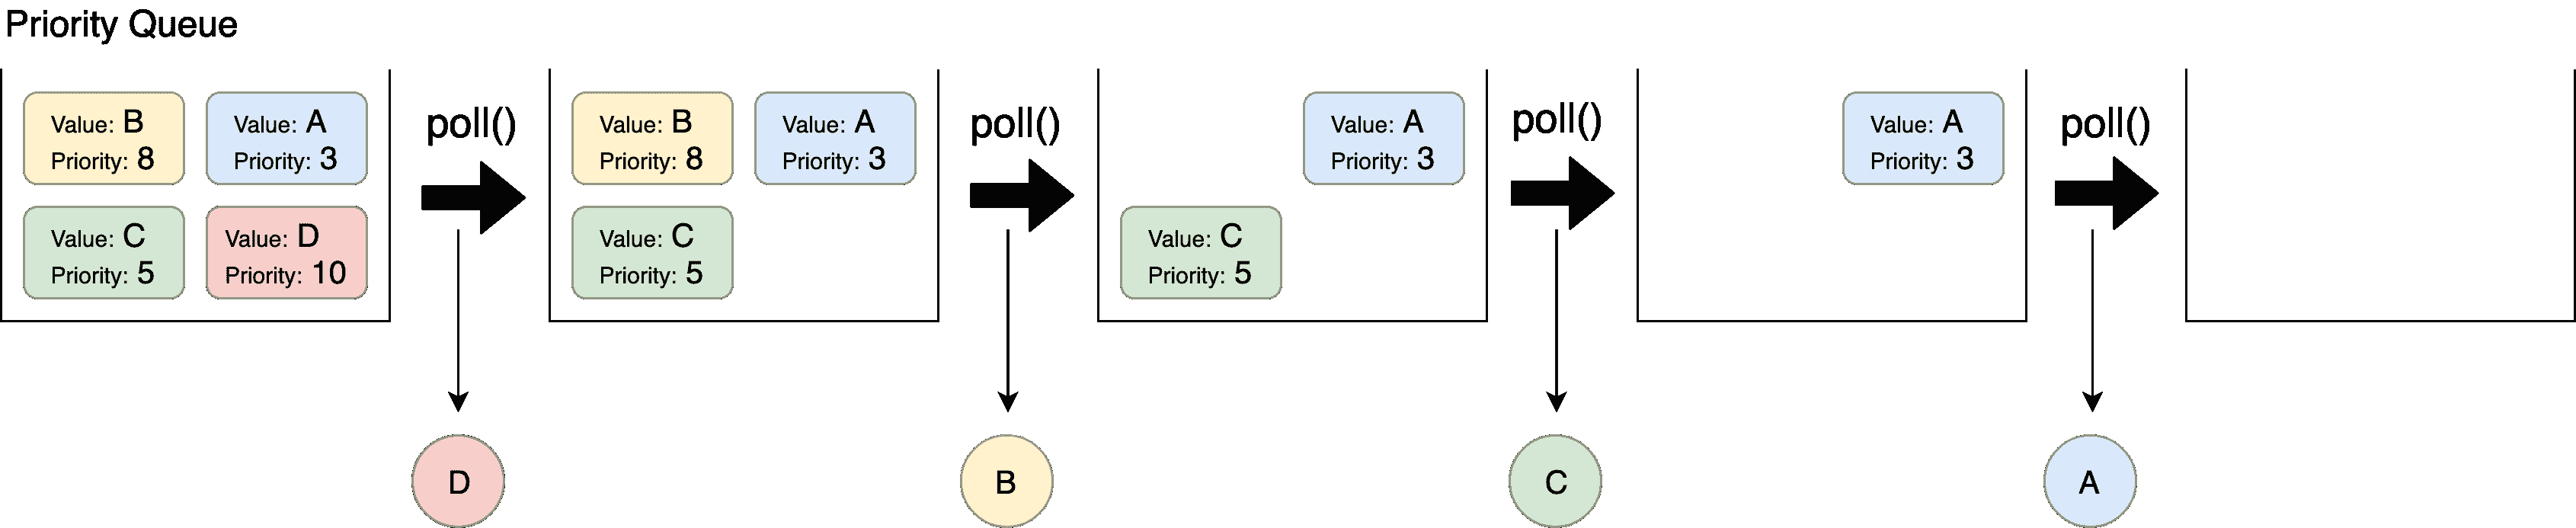 Priority Queue
Value: B
Priority: 8
Value: A
Priority: 3
Value: C
Priority: 5
Value: D
Priority: 10
poll()
D
Value: B
Priority: 8
Value: A
Priority: 3
Value: C
Priority: 5
poll()
B
Value: A
Priority: 3
Value: C
Priority: 5
poll()
C
Value: A
Priority: 3
poll()
A